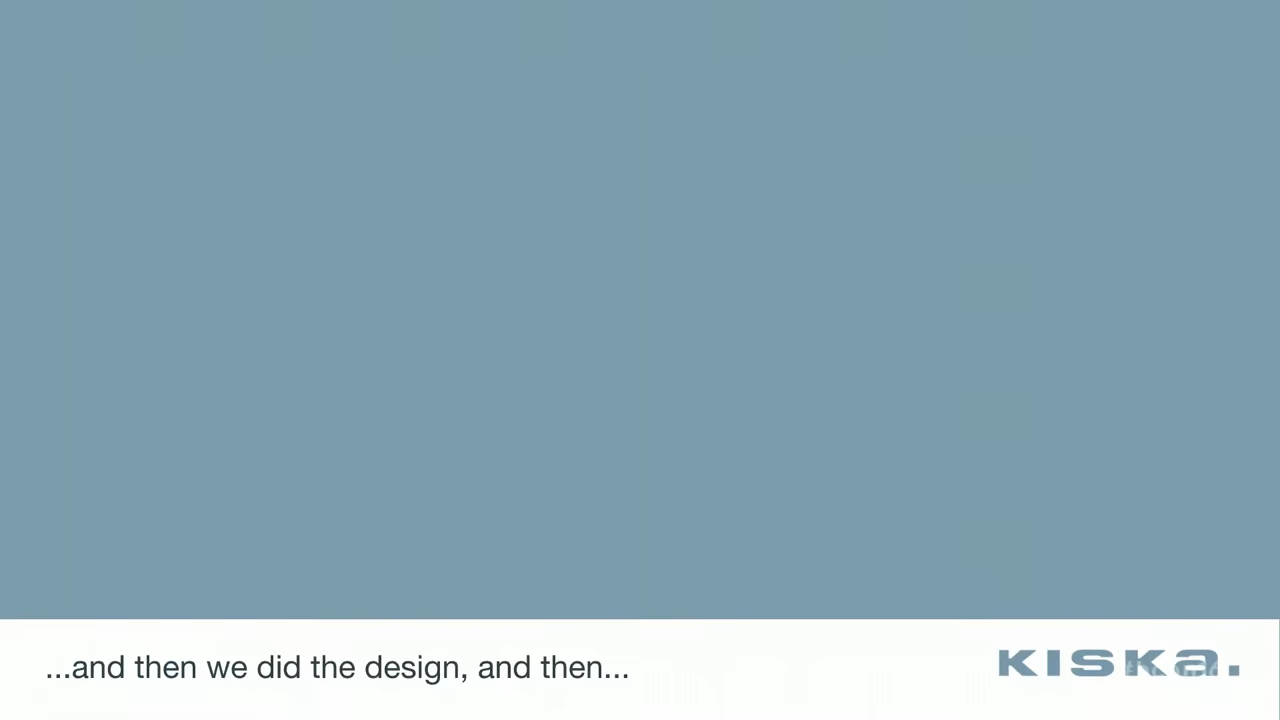 ...and then we did the design, and then...
KISKA.